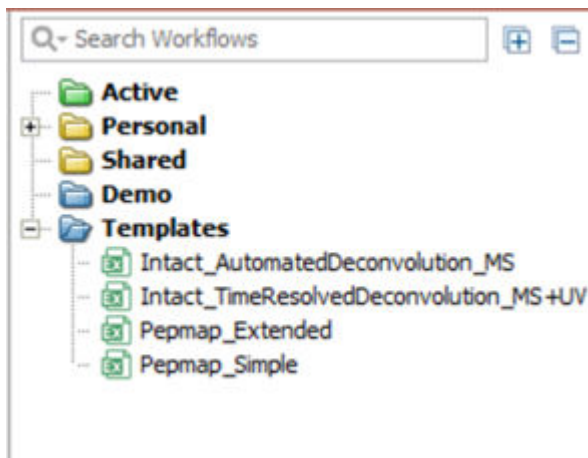 Search Workflows
Active
Personal
Shared
Demo
Templates
Intact_AutomatedDeconvolution_MS
Intact_TimeResolvedDeconvolution_MS+UV
Pepmap_Extended
Pepmap_Simple